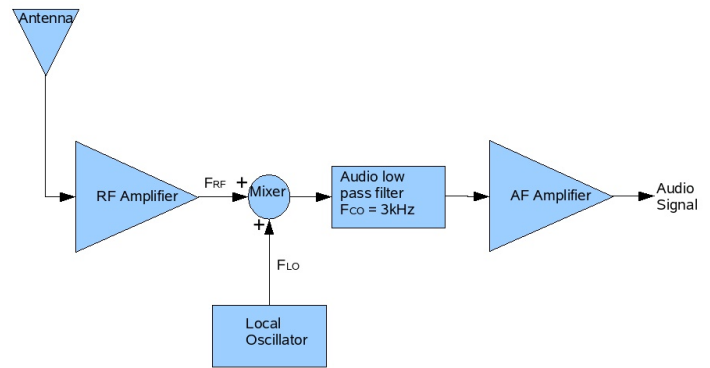 Antenna
RF Amplifier
FRF
+
Mixer
+
FLO
Local
Oscillator
Audio low
pass filter
FCO = 3kHz
AF Amplifier
Audio
Signal